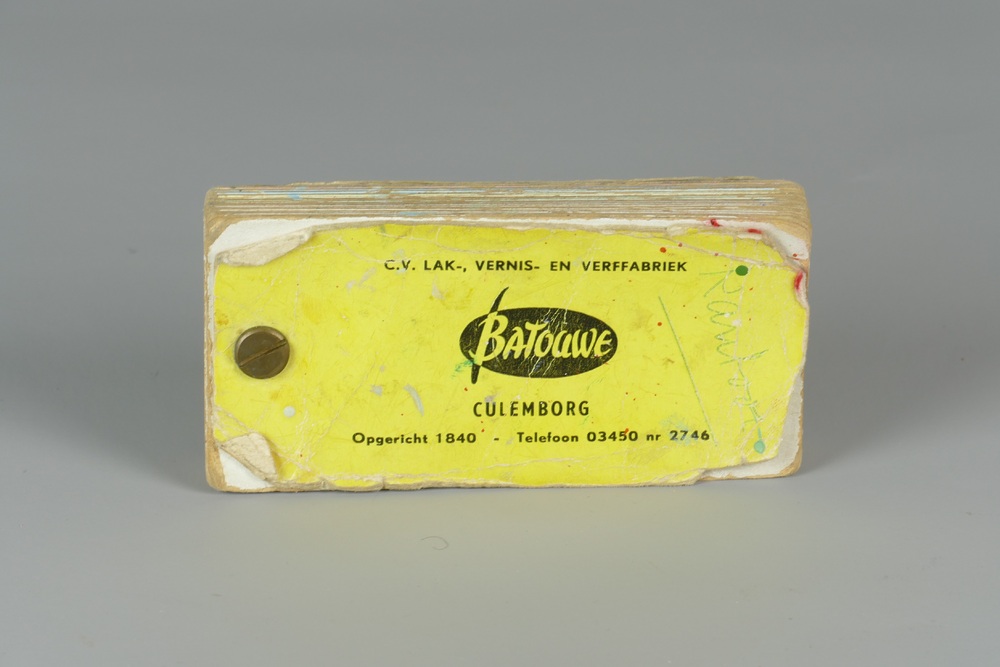 C.V. LAK-, VERNIS- EN VERFFABRIEK
BATOUWE
CULEMBORG
Opgericht 1840 - Telefoon 03450 nr 2746